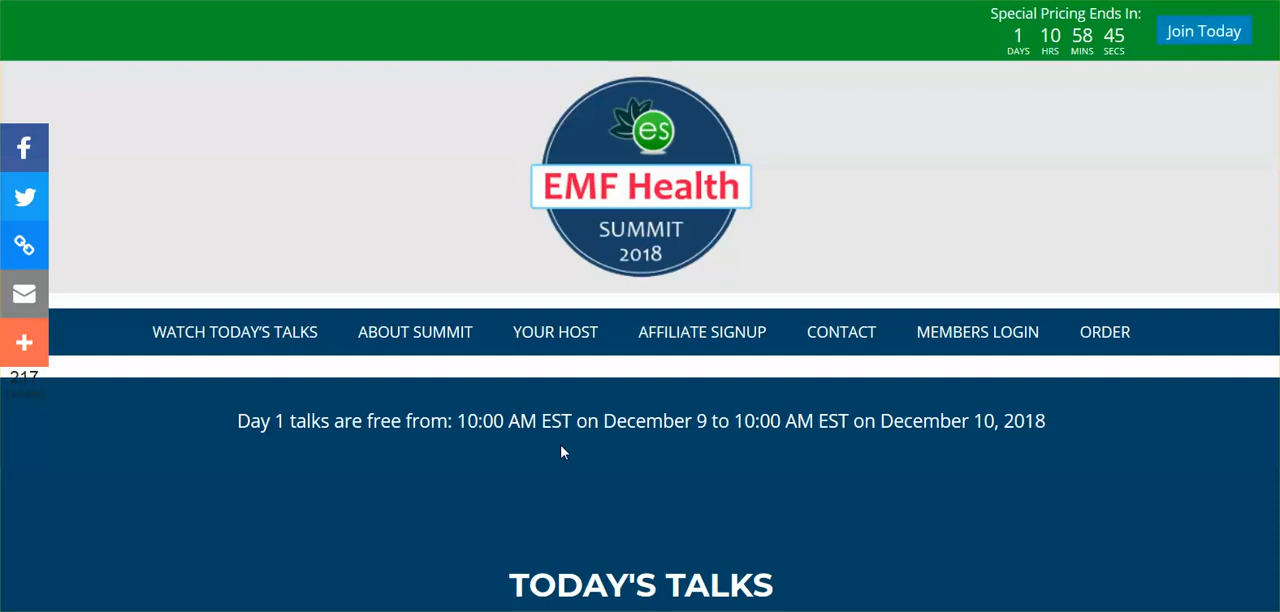 Special Pricing Ends In:
1 10 58 45
DAYS HRS MINS SECS
Join Today
es
EMF Health
SUMMIT
2018
WATCH TODAY'S TALKS ABOUT SUMMIT YOUR HOST AFFILIATE SIGNUP CONTACT MEMBERS LOGIN ORDER
217
Day 1 talks are free from: 10:00 AM EST on December 9 to 10:00 AM EST on December 10, 2018
TODAY'S TALKS